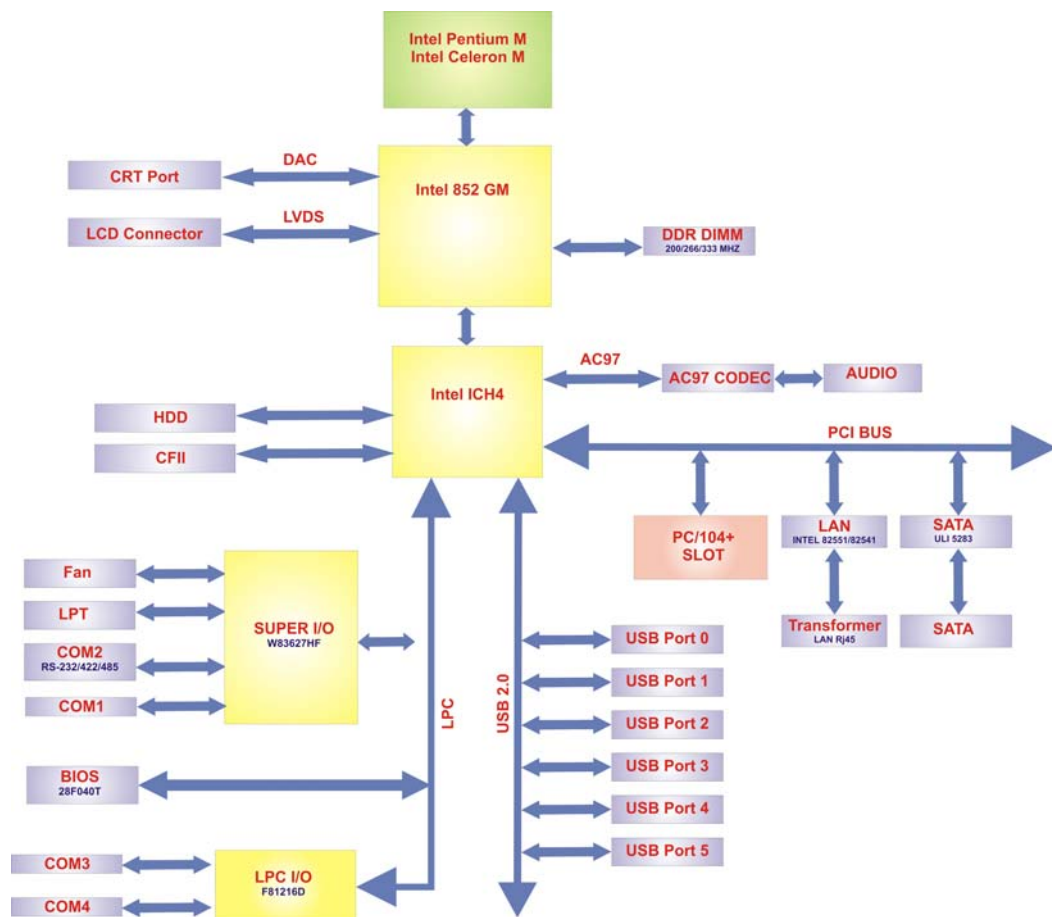 Intel Pentium M
Intel Celeron M
DAC
CRT Port
Intel 852 GM
LVDS
LCD Connector
DDR DIMM
200/266/333 MHZ
AC97
AC97 CODEC
AUDIO
Intel ICH4
HDD
CFII
PCI BUS
PC/104+
SLOT
LAN
INTEL 82551/82541
SATA
ULI 5283
Transformer
LAN Rj45
SATA
Fan
LPT
SUPER I/O
W83627HF
COM2
RS-232/422/485
COM1
LPC
USB 2.0
USB Port 0
USB Port 1
USB Port 2
USB Port 3
USB Port 4
USB Port 5
BIOS
28F040T
COM3
LPC I/O
F81216D
COM4